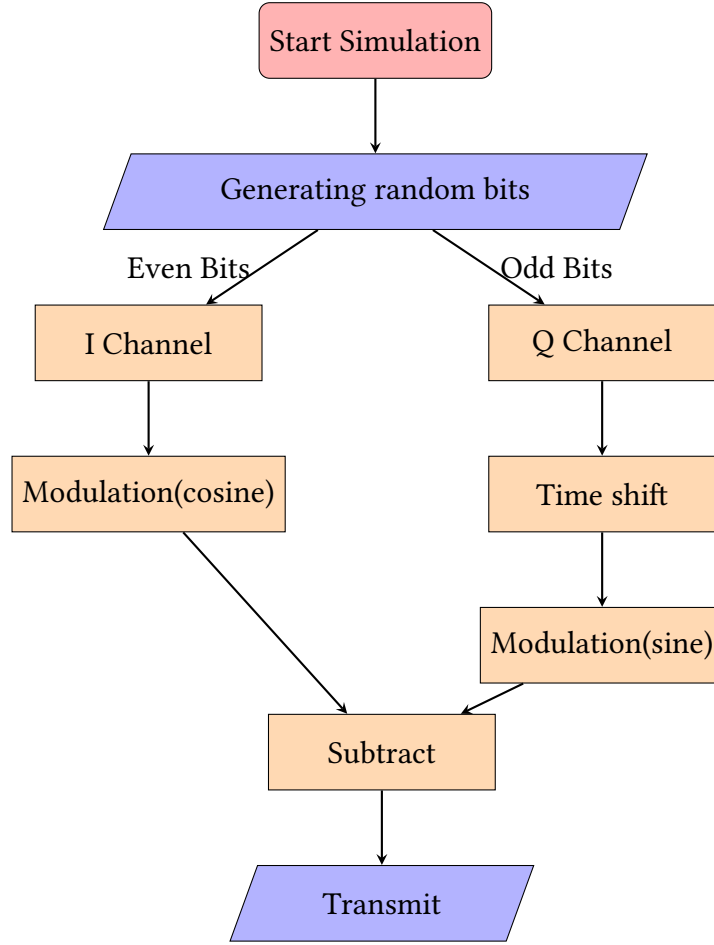 Start Simulation
Generating random bits
Even Bits
Odd Bits
I Channel
Q Channel
Modulation(cosine)
Time shift
Modulation(sine)
Subtract
Transmit